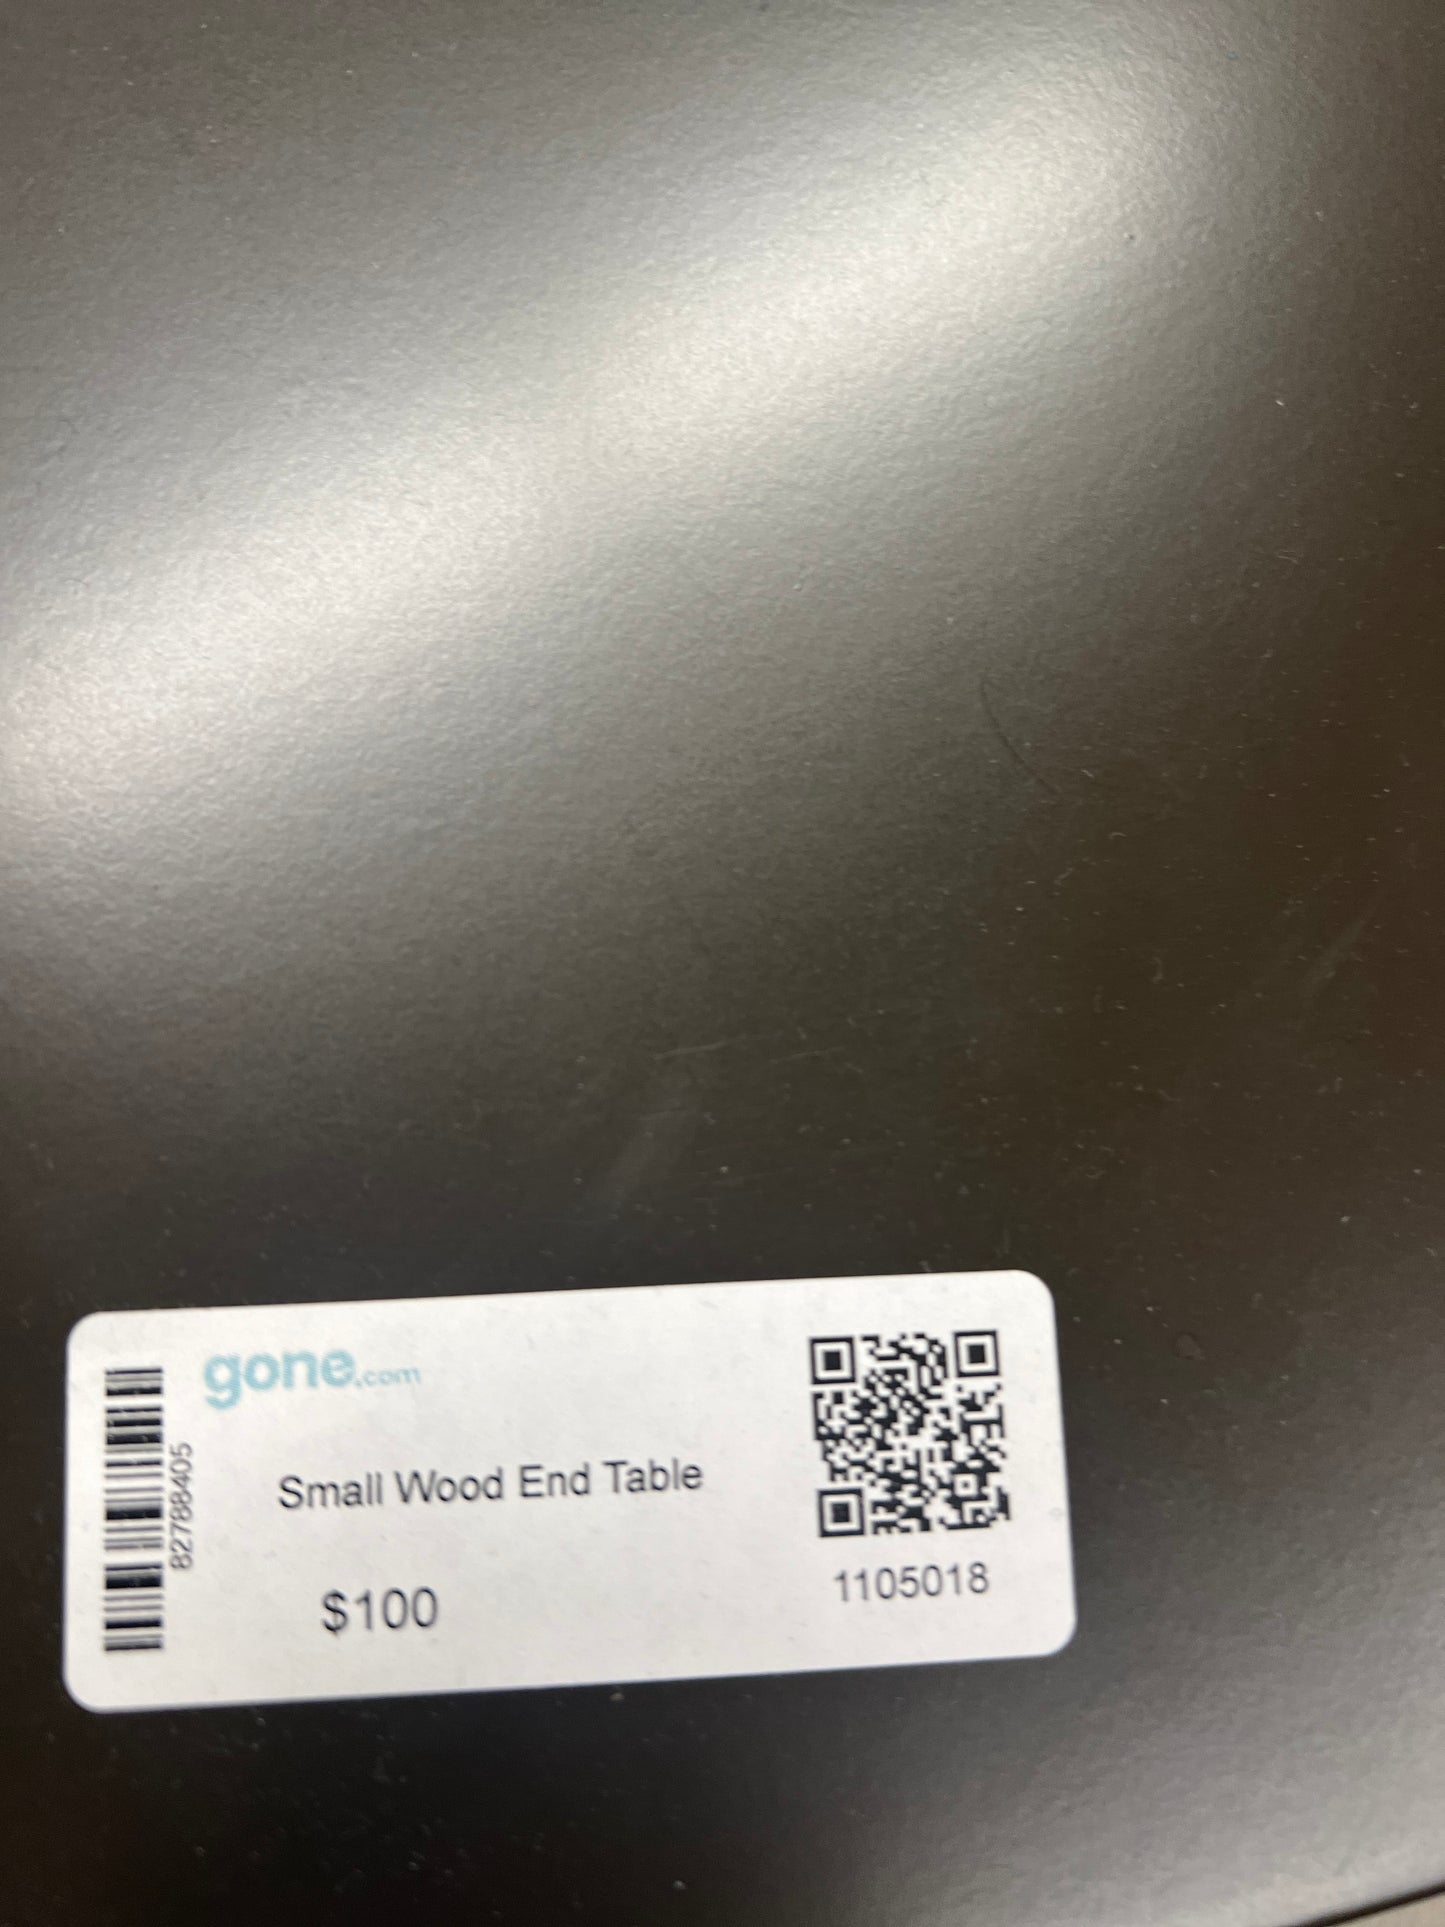 gone.com
82788405
Small Wood End Table
$100
1105018